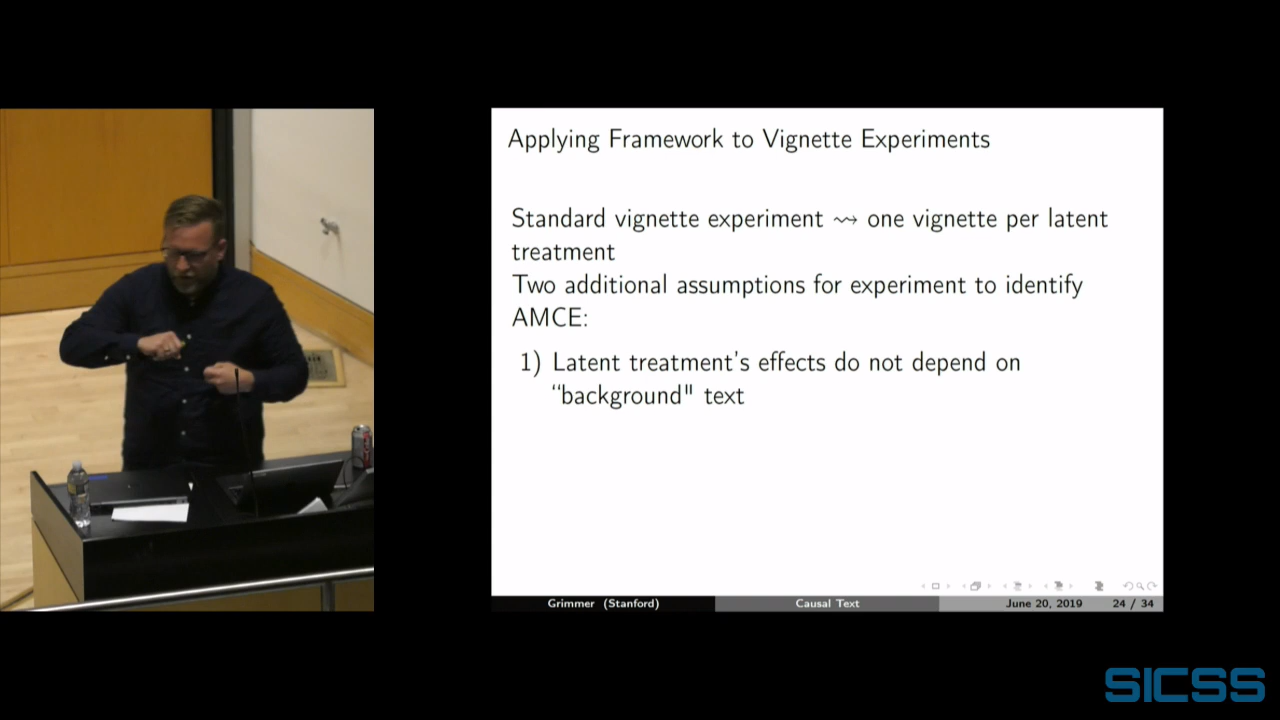 Applying Framework to Vignette Experiments
Standard vignette experiment ⇝ one vignette per latent
treatment
Two additional assumptions for experiment to identify
AMCE:
1) Latent treatment's effects do not depend on
“background" text
Grimmer (Stanford) Causal Text June 20, 2019 24 / 34
SICSS